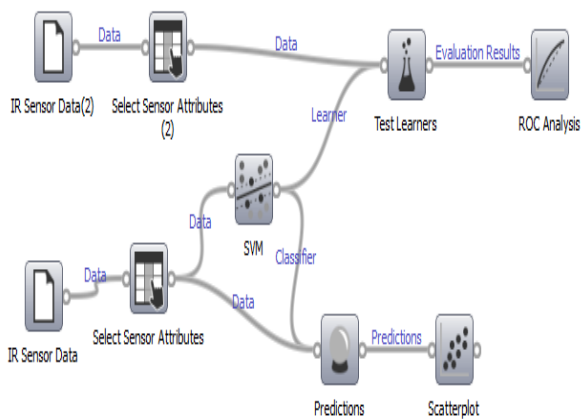 Data
Data
Evaluation Results
IR Sensor Data(2)
Select Sensor Attributes
(2)
Learner
Test Learners
ROC Analysis
Data
SVM
Classifier
Data
Data
Select Sensor Attributes
IR Sensor Data
Predictions
Predictions
Scatterplot